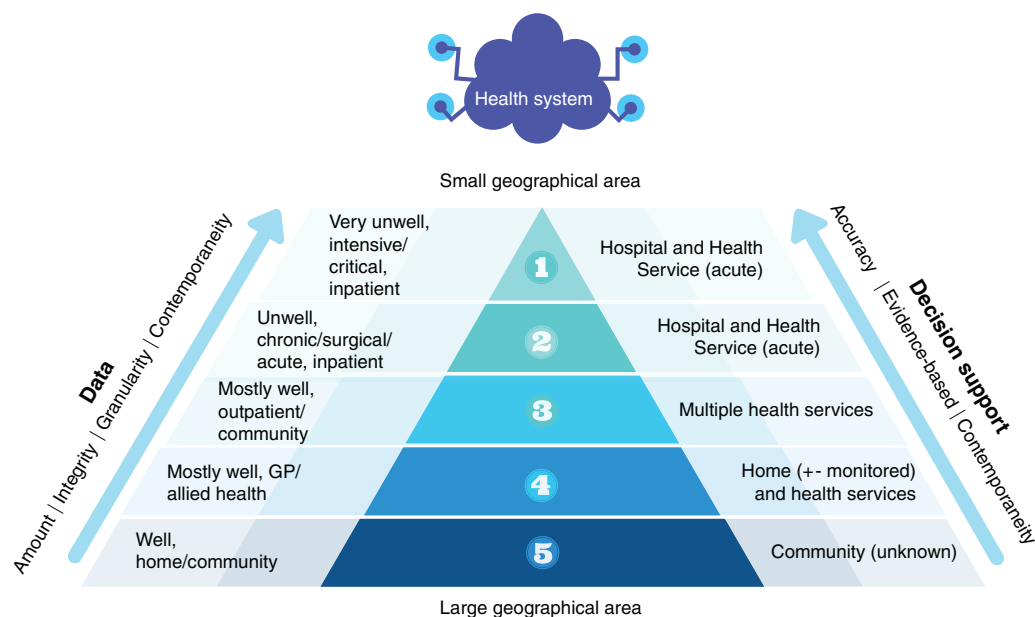 Health system
Small geographical area
Data
Amount | Integrity | Granularity | Contemporaneity
Decision support
Accuracy | Evidence-based | Contemporaneity
Very unwell,
intensive/
critical,
inpatient
1
Hospital and Health
Service (acute)
Unwell,
chronic/surgical/
acute, inpatient
2
Hospital and Health
Service (acute)
Mostly well,
outpatient/
community
3
Multiple health services
Mostly well, GP/
allied health
4
Home (+- monitored)
and health services
Well,
home/community
5
Community (unknown)
Large geographical area